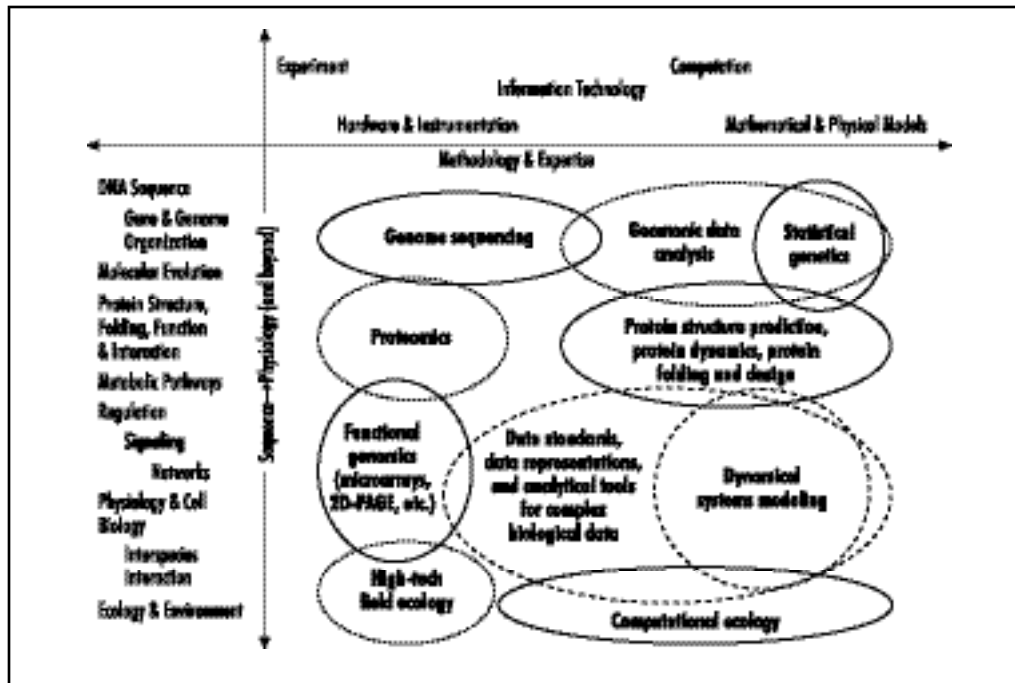 Experiment
Computation
Information Technology
Hardware & Instrumentation
Mathematical & Physical Models
Methodology & Expertise
Sequence—>Physiology (and beyond)
DNA Sequence
Gene & Genome
Organization
Molecular Evolution
Protein Structure,
Folding, Function
& Interaction
Metabolic Pathways
Regulation
Signaling
Networks
Physiology & Cell
Biology
Interspecies
Interaction
Ecology & Environment
Genome sequencing
Genomic data
analysis
Statistical
genetics
Proteomics
Protein structure prediction,
protein dynamics, protein
folding and design
Functional
genomics
(microarrays,
2D-PAGE, etc.)
Data standards,
data representations,
and analytical tools
for complex
biological data
Dynamical
systems modeling
High-tech
field ecology
Computational ecology